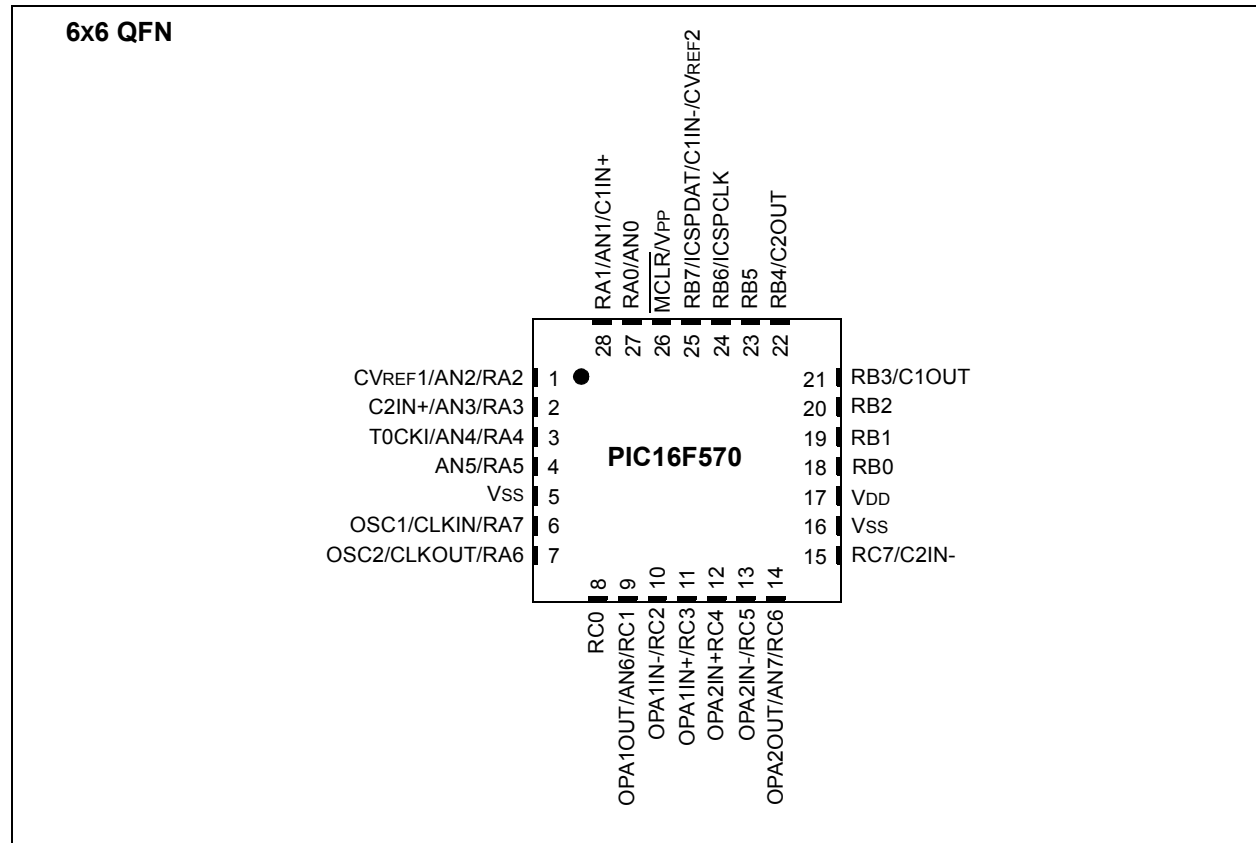 6x6 QFN
RA1/AN1/C1IN+
RA0/AN0
MCLR/VPP
RB7/ICSPDAT/C1IN-/CVREF2
RB6/ICSPCLK
RB5
RB4/C2OUT
28
27
26
25
24
23
22
CVREF1/AN2/RA2
C2IN+/AN3/RA3
T0CKI/AN4/RA4
AN5/RA5
VSS
OSC1/CLKIN/RA7
OSC2/CLKOUT/RA6
1
2
3
4
5
6
7
PIC16F570
21
20
19
18
17
16
15
RB3/C1OUT
RB2
RB1
RB0
VDD
VSS
RC7/C2IN-
8
9
10
11
12
13
14
RC0
OPA1OUT/AN6/RC1
OPA1IN-/RC2
OPA1IN+/RC3
OPA2IN+RC4
OPA2IN-/RC5
OPA2OUT/AN7/RC6